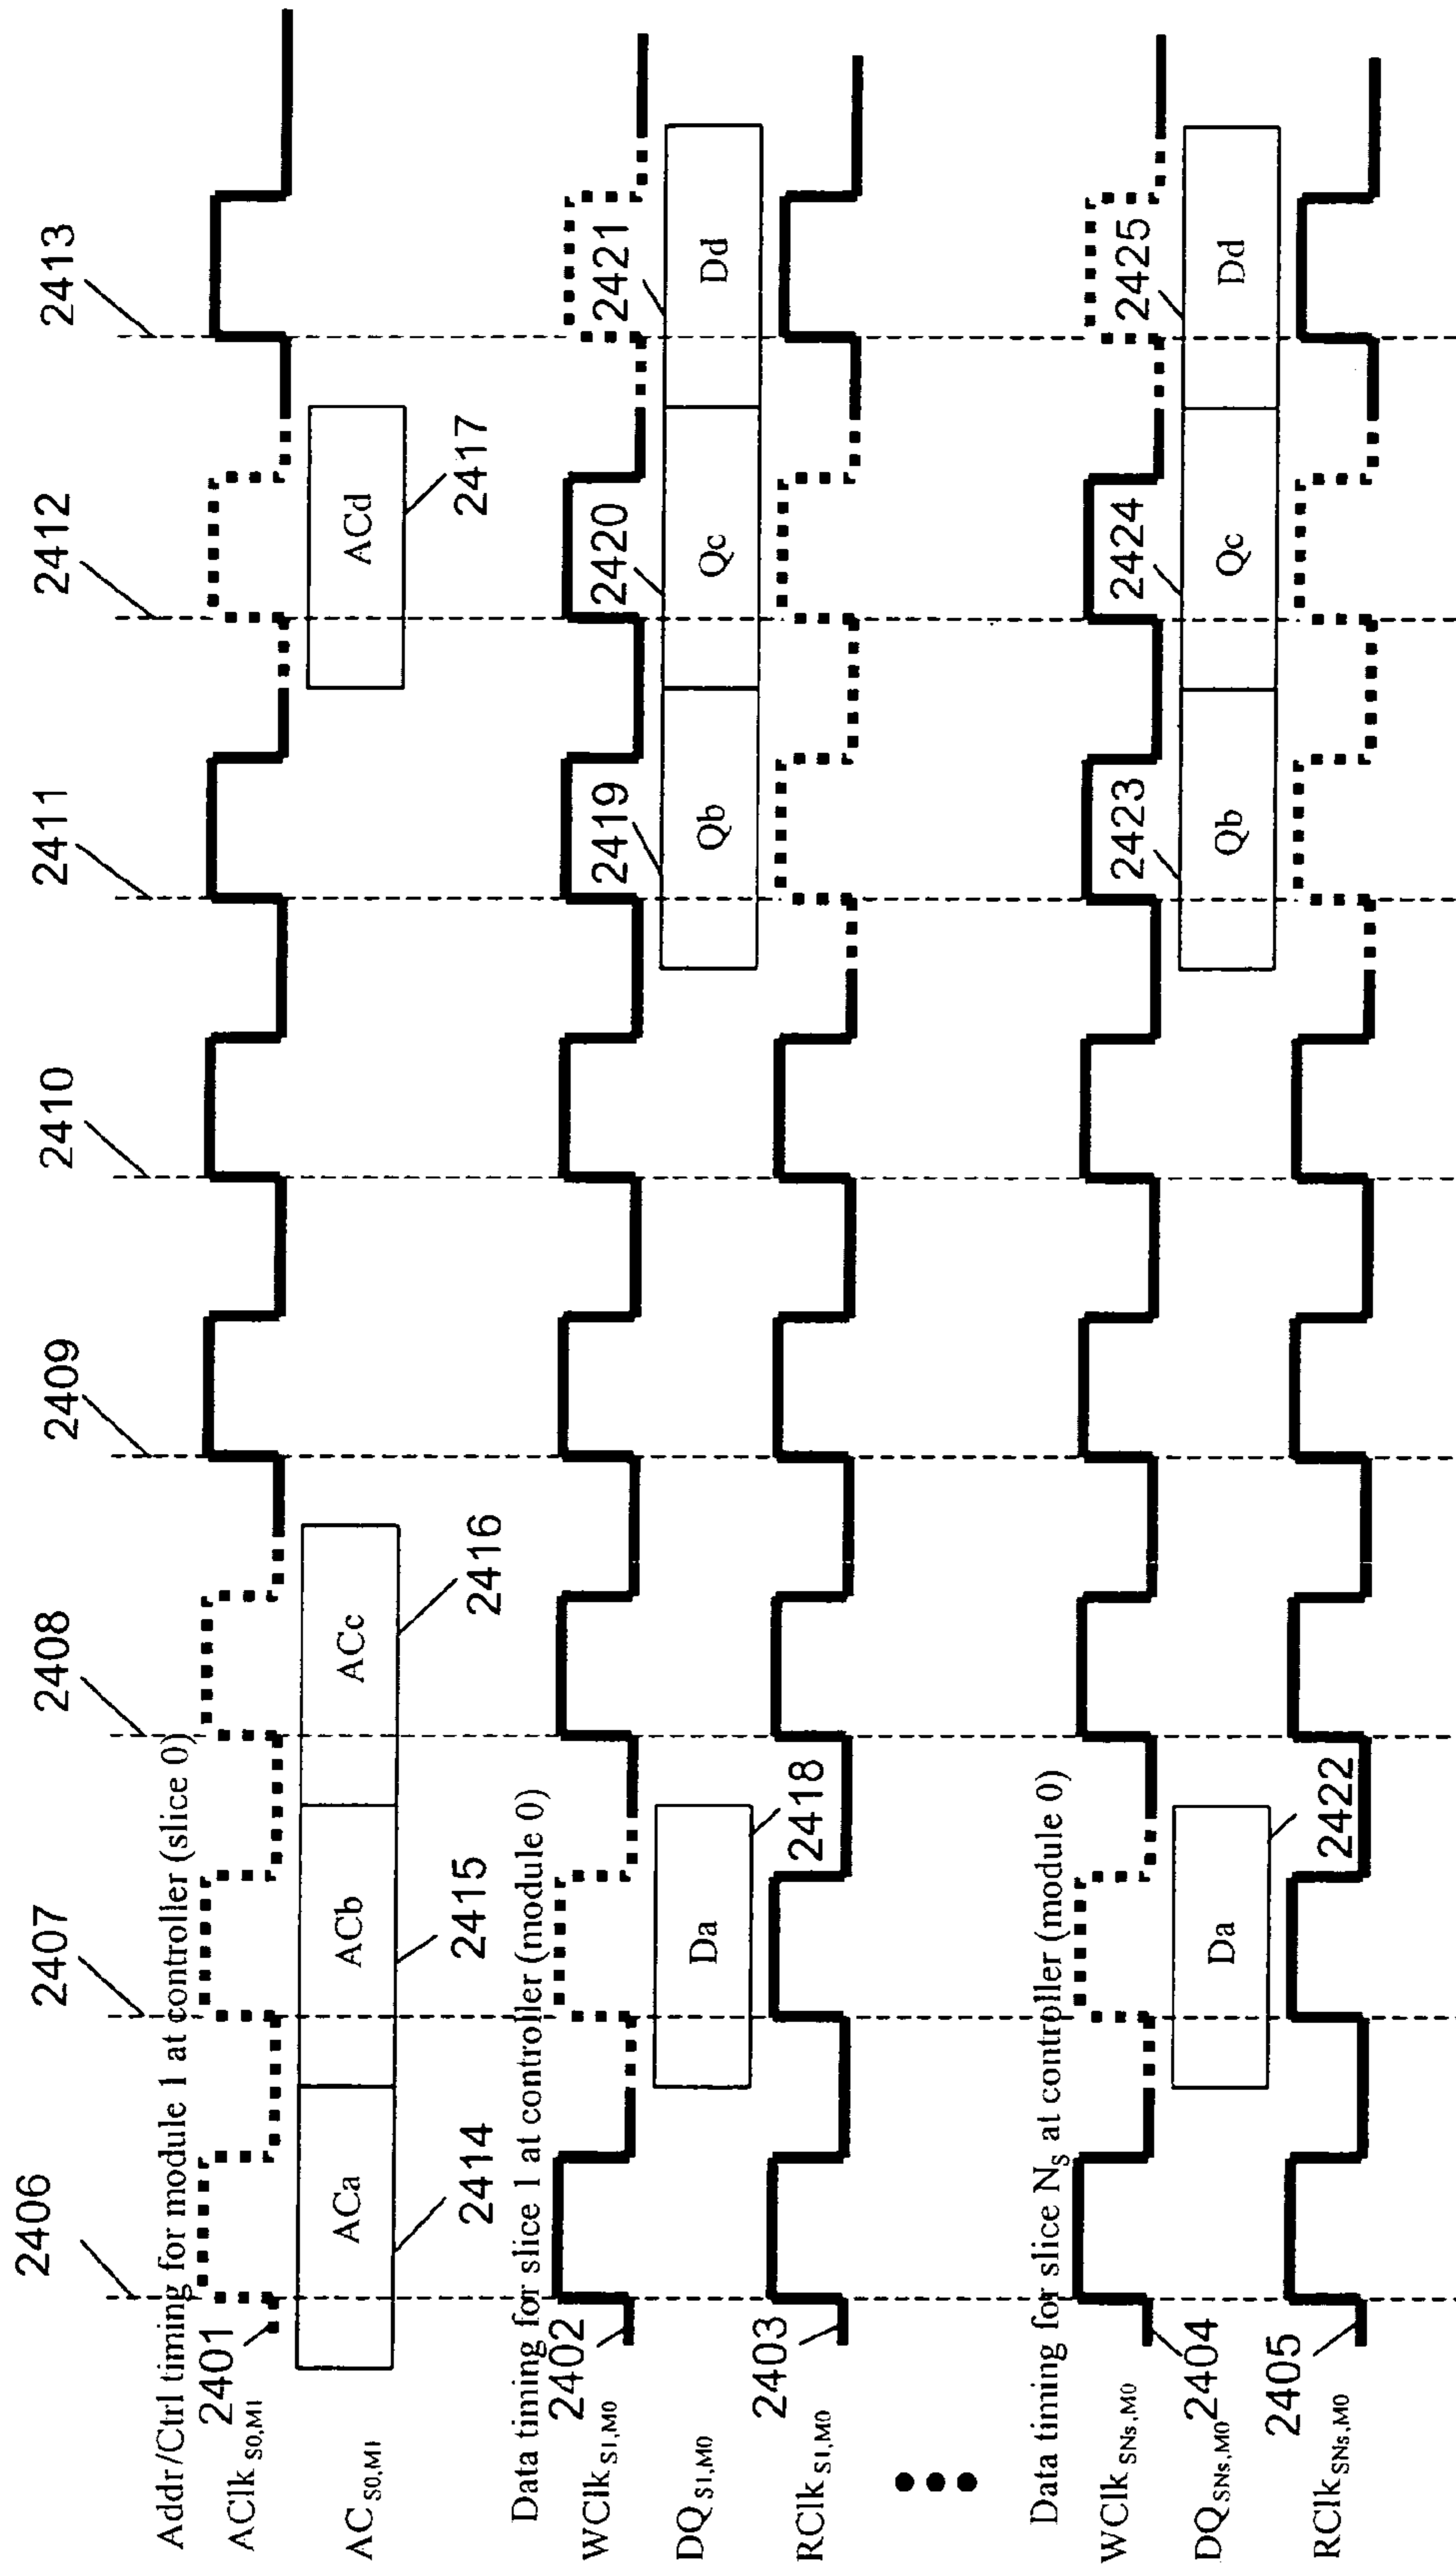 2406 2407 2408 2409 2410 2411 2412 2413
Addr/Ctrl timing for module 1 at controller (slice 0)
2401
AClk S0,M1
AC S0,M1
ACa ACb ACc ACd
2414 2415 2416 2417
Data timing for slice 1 at controller (module 0)
2402
WClk S1,M0
2419 2420 2421
DQ S1,M0
Da Qb Qc Dd
2418
2403
RClk S1,M0
•••
Data timing for slice Ns at controller (module 0)
WClk SNs,M0
2404
2423 2424 2425
DQ SNs,M0
Da Qb Qc Dd
2422
2405
RClk SNs,M0